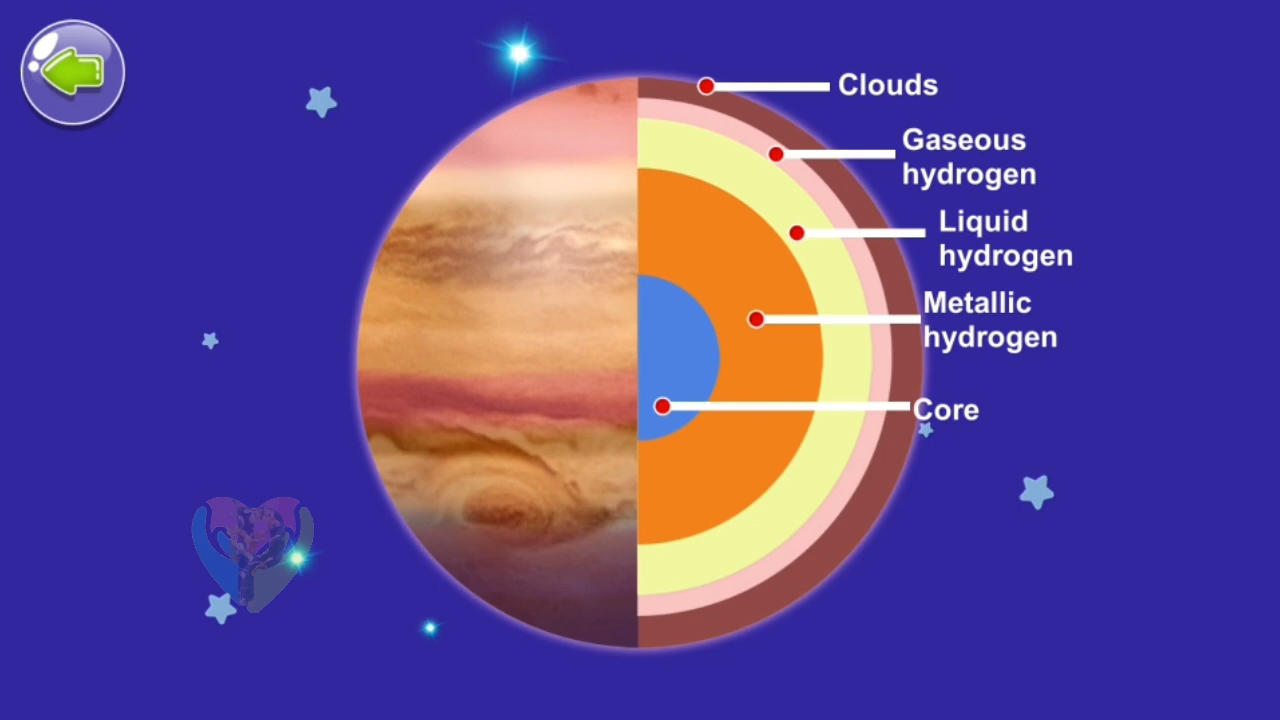 Clouds
Gaseous
hydrogen
Liquid
hydrogen
Metallic
hydrogen
Core